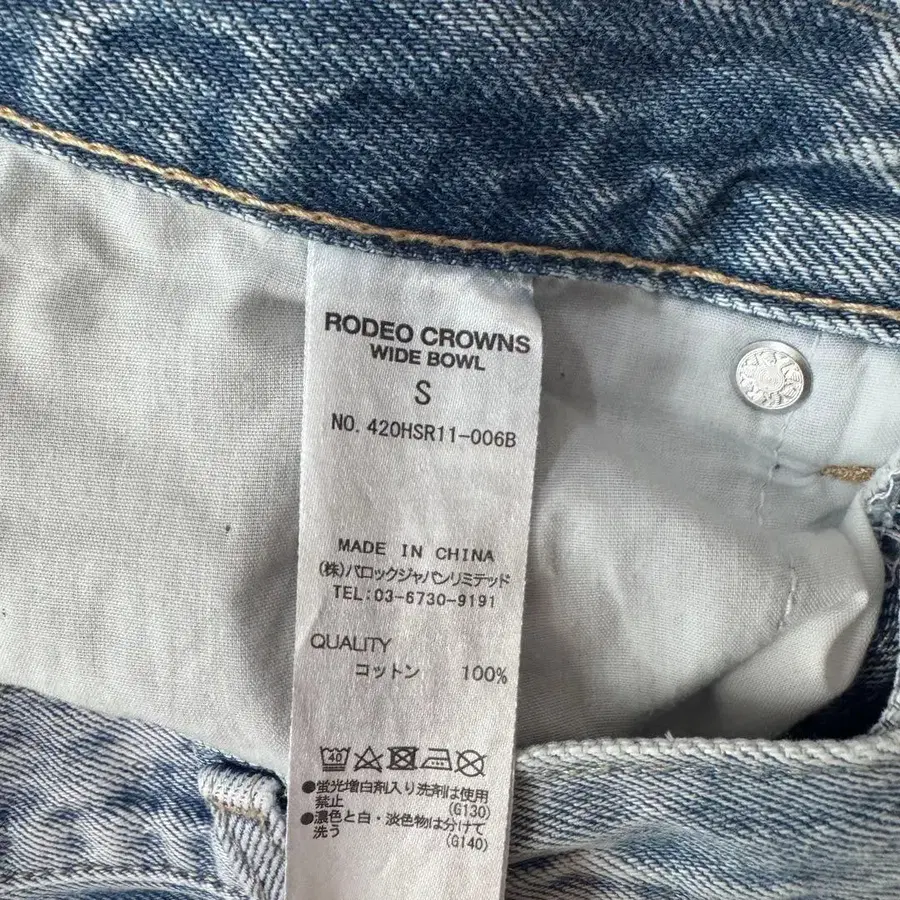 RODEO CROWNS
WIDE BOWL
S
NO. 420HSR11-006B
MADE IN CHINA
(株)バロックジャパンリミテッド
TEL:03-6730-9191
QUALITY
コットン 100%
40
●蛍光増白剤入り洗剤は使用
禁止 (G130)
●濃色と白・淡色物は分けて
洗う (G140)